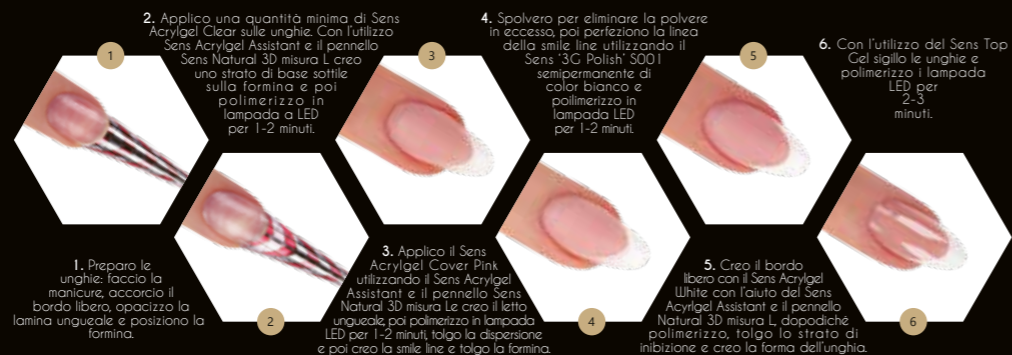 1
2. Applico una quantità minima di Sens
Acrylgel Clear sulle unghie. Con l'utilizzo
Sens Acrylgel Assistant e il pennello
Sens Natural 3D misura L creo
uno strato di base sottile
sulla formina e poi
polimerizzo in
lampada a LED
per 1-2 minuti.
3
4. Spolvero per eliminare la polvere
in eccesso, poi perfeziono la linea
della smile line utilizzando il
Sens '3G Polish' S001
semipermanente di
color bianco e
poilimerizzo in
lampada LED
per 1-2 minuti.
5
6. Con l'utilizzo del Sens Top
Gel sigillo le unghie e
polimerizzo i lampada
LED per
2-3
minuti.
1. Preparo le
unghie: faccio la
manicure, accorcio il
bordo libero, opacizzo la
lamina ungueale e posiziono la
formina.
2
3. Applico il Sens
Acrylgel Cover Pink
utilizzando il Sens Acrylgel
Assistant e il pennello Sens
Natural 3D misura Le creo il letto
ungueale, poi polimerizzo in lampada
LED per 1-2 minuti, tolgo la dispersione
e poi creo la smile line e tolgo la formina.
4
5. Creo il bordo
libero con il Sens Acrylgel
White con l'aiuto del Sens
Acyrlgel Assistant e il pennello
Natural 3D misura L, dopodiché
polimerizzo, tolgo lo strato di
inibizione e creo la forma dell'unghia.
6